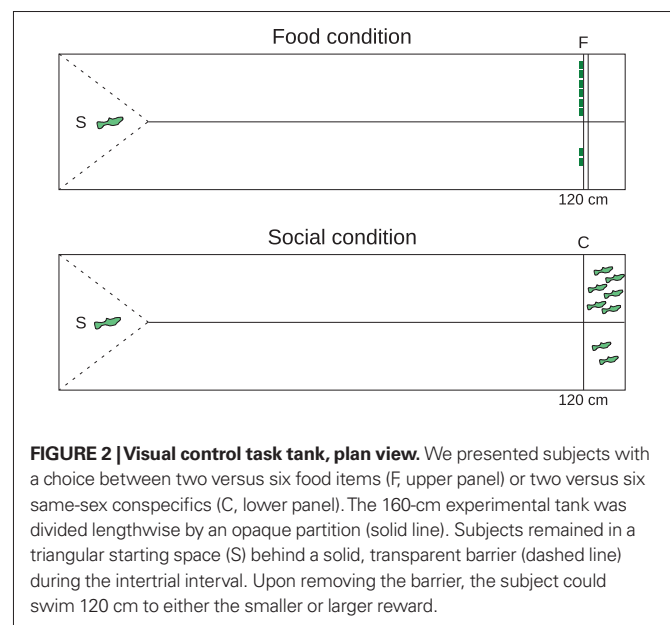 Food condition
F
S
120 cm
Social condition
C
S
120 cm
FIGURE 2 | Visual control task tank, plan view. We presented subjects with
a choice between two versus six food items (F, upper panel) or two versus six
same-sex conspecifics (C, lower panel). The 160-cm experimental tank was
divided lengthwise by an opaque partition (solid line). Subjects remained in a
triangular starting space (S) behind a solid, transparent barrier (dashed line)
during the intertrial interval. Upon removing the barrier, the subject could
swim 120 cm to either the smaller or larger reward.